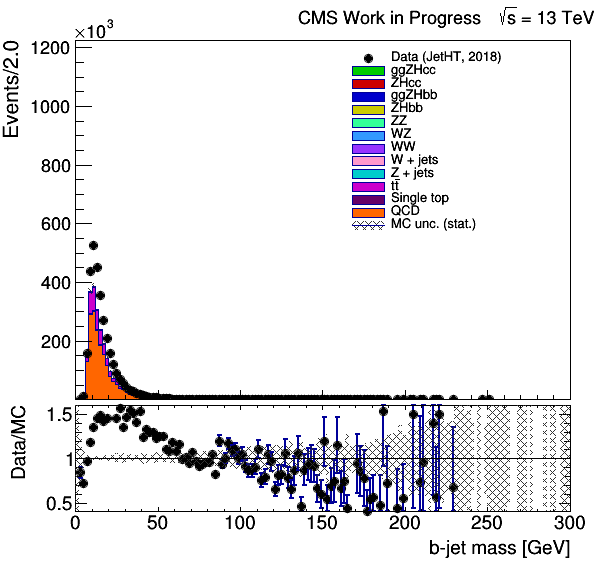 CMS Work in Progress √s = 13 TeV
×10³
Events/2.0
1200
1000
800
600
400
200
Data (JetHT, 2018)
ggZHcc
ZHcc
ggZHbb
ZHbb
ZZ
WZ
WW
W + jets
Z + jets
tt̄
Single top
QCD
MC unc. (stat.)
Data/MC
1.5
1
0.5
0 50 100 150 200 250 300
b-jet mass [GeV]